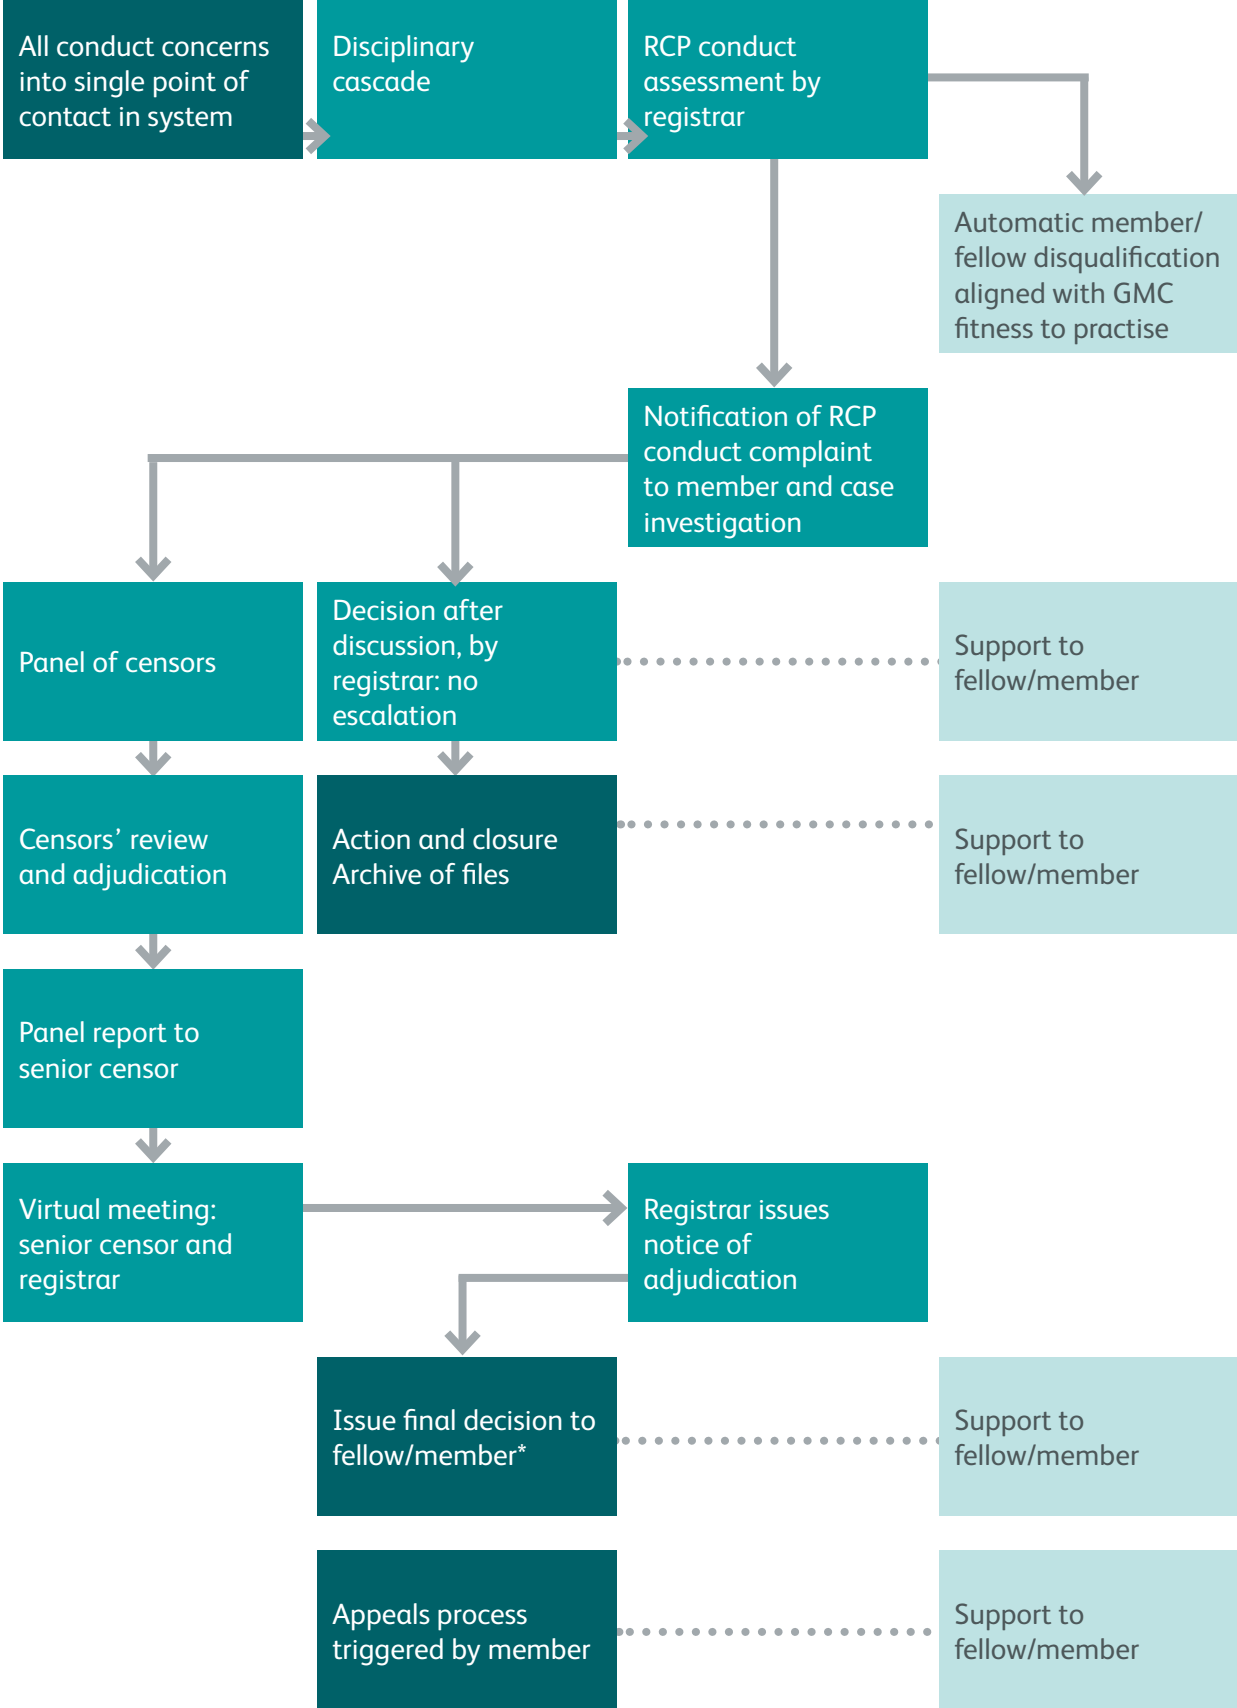 All conduct concerns
into single point of
contact in system
Disciplinary
cascade
RCP conduct
assessment by
registrar
Automatic member/
fellow disqualification
aligned with GMC
fitness to practise
Notification of RCP
conduct complaint
to member and case
investigation
Panel of censors
Decision after
discussion, by
registrar: no
escalation
Support to
fellow/member
Censors’ review
and adjudication
Action and closure
Archive of files
Support to
fellow/member
Panel report to
senior censor
Virtual meeting:
senior censor and
registrar
Registrar issues
notice of
adjudication
Issue final decision to
fellow/member*
Support to
fellow/member
Appeals process
triggered by member
Support to
fellow/member